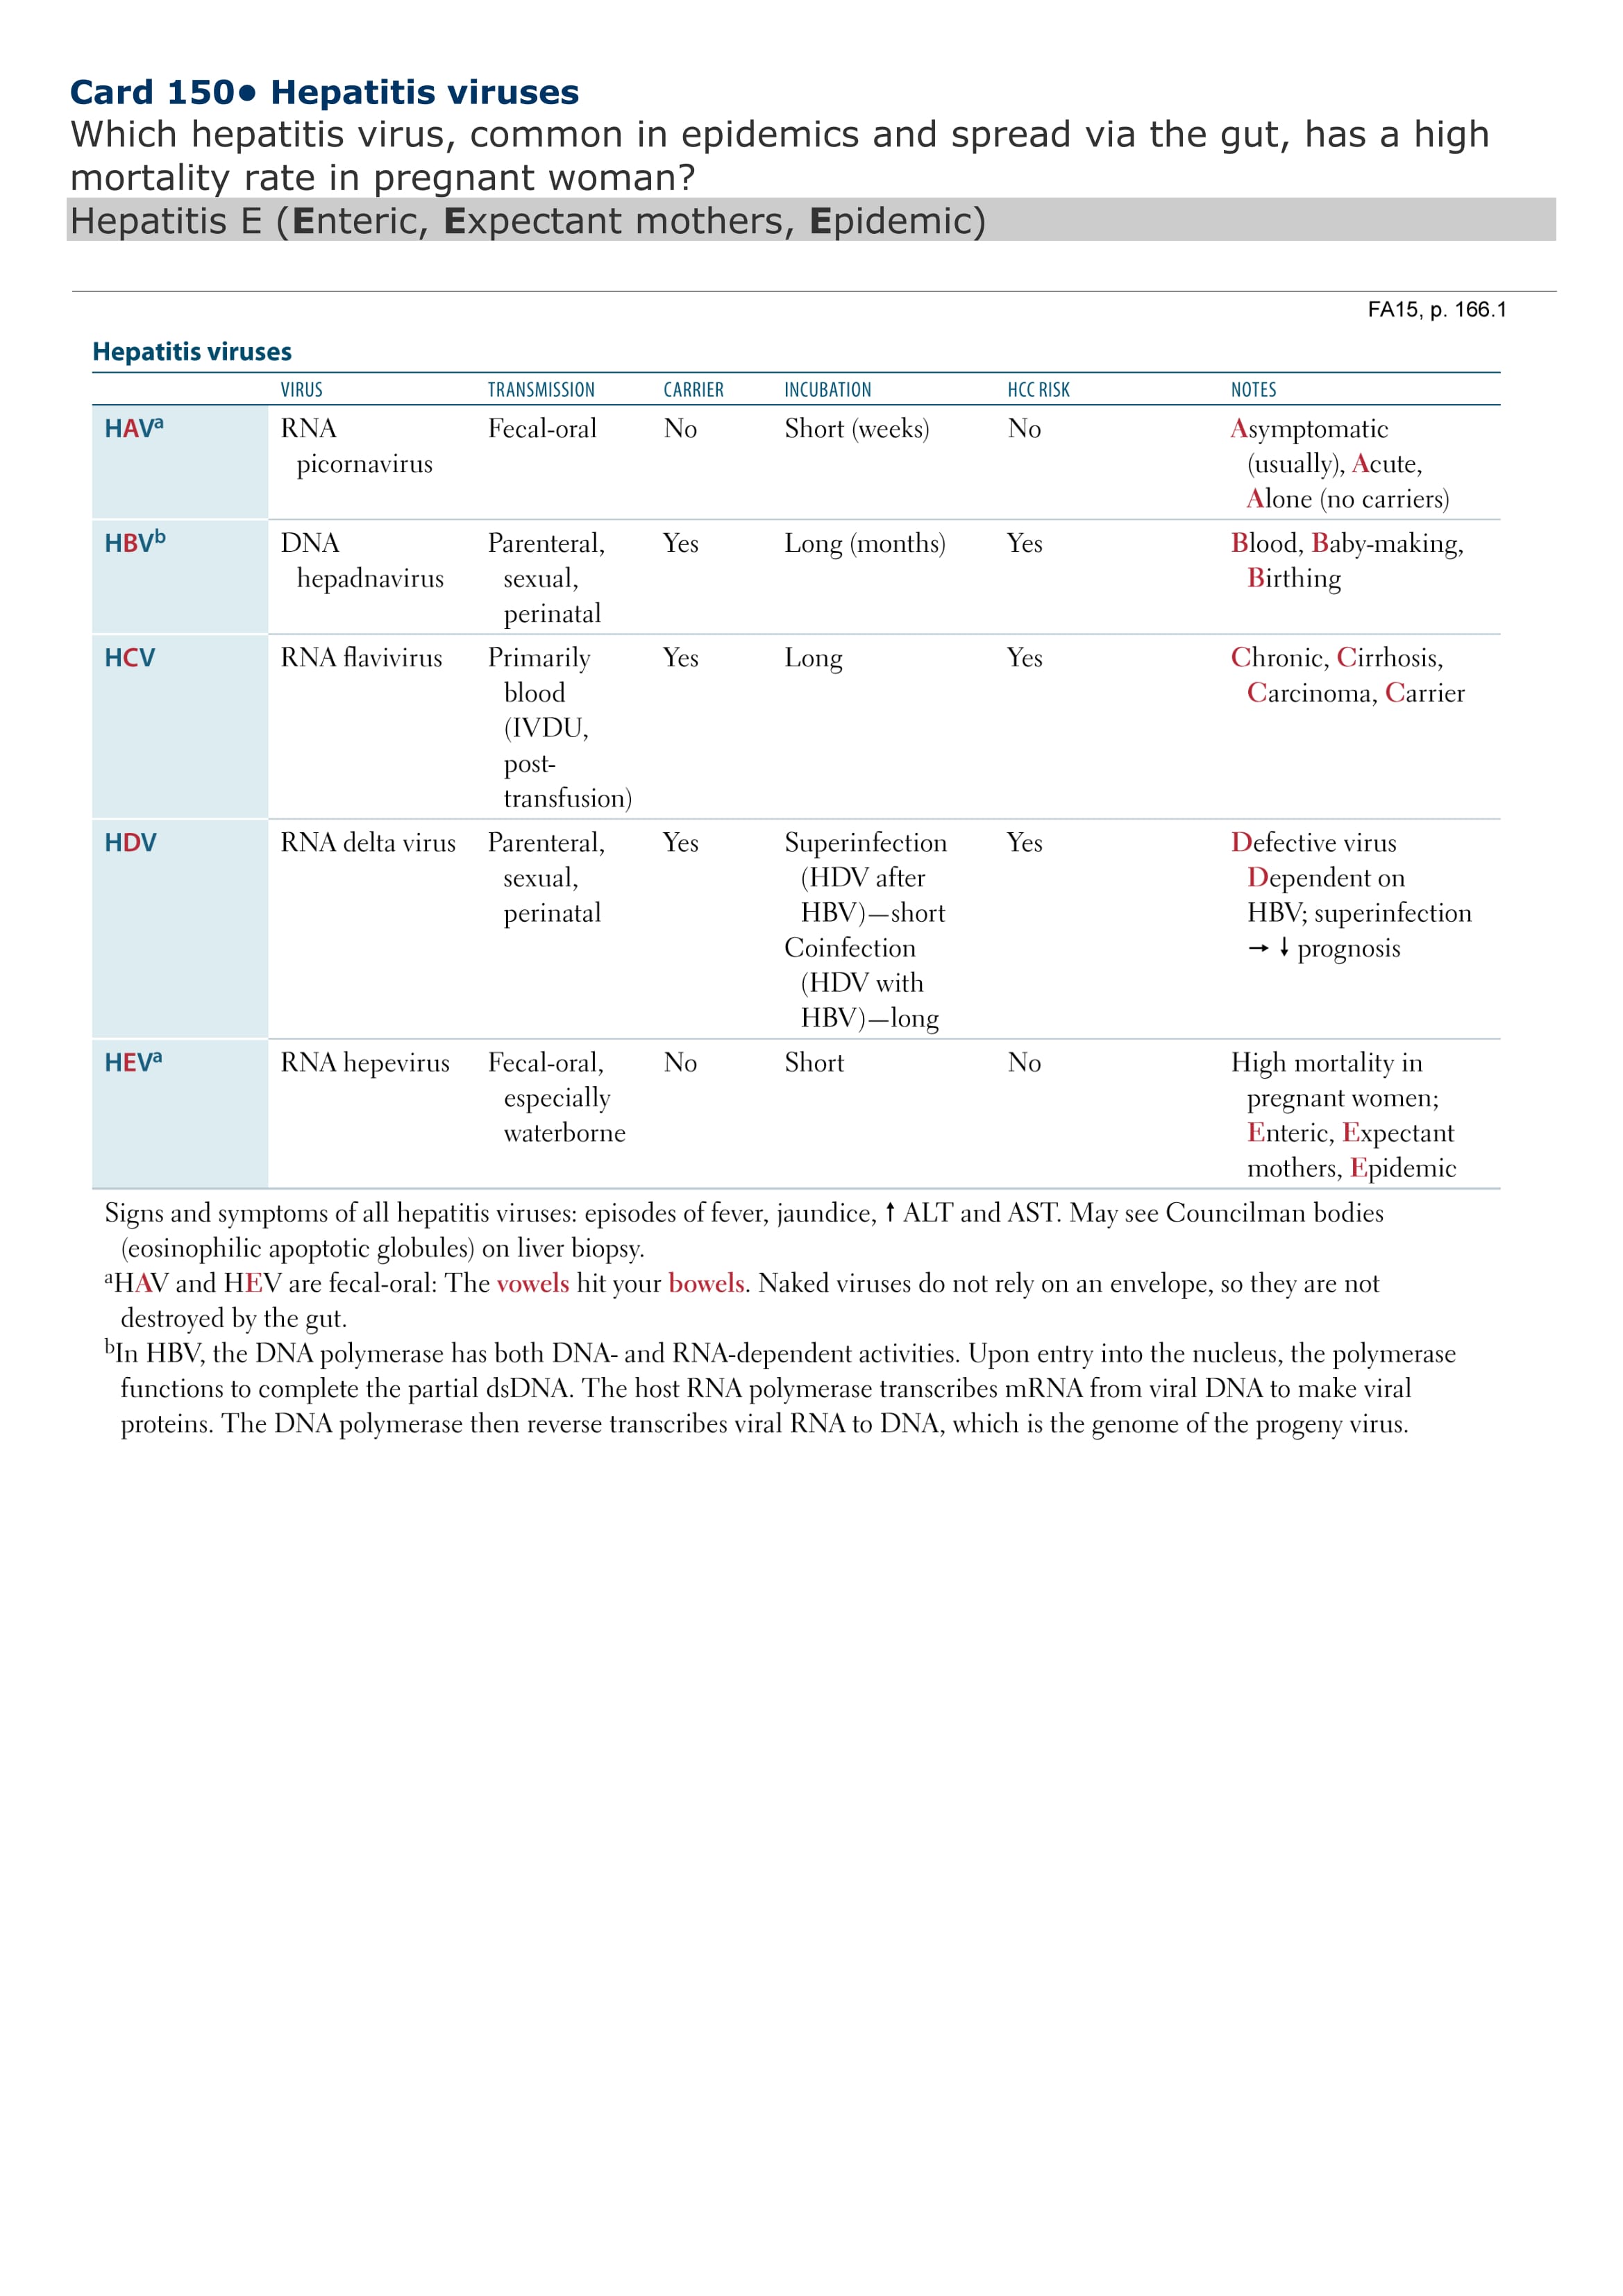 Card 150• Hepatitis viruses
Which hepatitis virus, common in epidemics and spread via the gut, has a high
mortality rate in pregnant woman?
Hepatitis E (Enteric, Expectant mothers, Epidemic)
FA15, p. 166.1
Hepatitis viruses
VIRUS TRANSMISSION CARRIER INCUBATION HCC RISK NOTES
HAVª RNA Fecal-oral No Short (weeks) No Asymptomatic
picornavirus (usually), Acute,
Alone (no carriers)
HBVᵇ DNA Parenteral, Yes Long (months) Yes Blood, Baby-making,
hepadnavirus sexual, Birthing
perinatal
HCV RNA flavivirus Primarily Yes Long Yes Chronic, Cirrhosis,
blood Carcinoma, Carrier
(IVDU,
post-
transfusion)
HDV RNA delta virus Parenteral, Yes Superinfection Yes Defective virus
sexual, (HDV after Dependent on
perinatal HBV)—short HBV; superinfection
Coinfection → ↓ prognosis
(HDV with
HBV)—long
HEVª RNA hepevirus Fecal-oral, No Short No High mortality in
especially pregnant women;
waterborne Enteric, Expectant
mothers, Epidemic
Signs and symptoms of all hepatitis viruses: episodes of fever, jaundice, ↑ ALT and AST. May see Councilman bodies
(eosinophilic apoptotic globules) on liver biopsy.
ªHAV and HEV are fecal-oral: The vowels hit your bowels. Naked viruses do not rely on an envelope, so they are not
destroyed by the gut.
ᵇIn HBV, the DNA polymerase has both DNA- and RNA-dependent activities. Upon entry into the nucleus, the polymerase
functions to complete the partial dsDNA. The host RNA polymerase transcribes mRNA from viral DNA to make viral
proteins. The DNA polymerase then reverse transcribes viral RNA to DNA, which is the genome of the progeny virus.